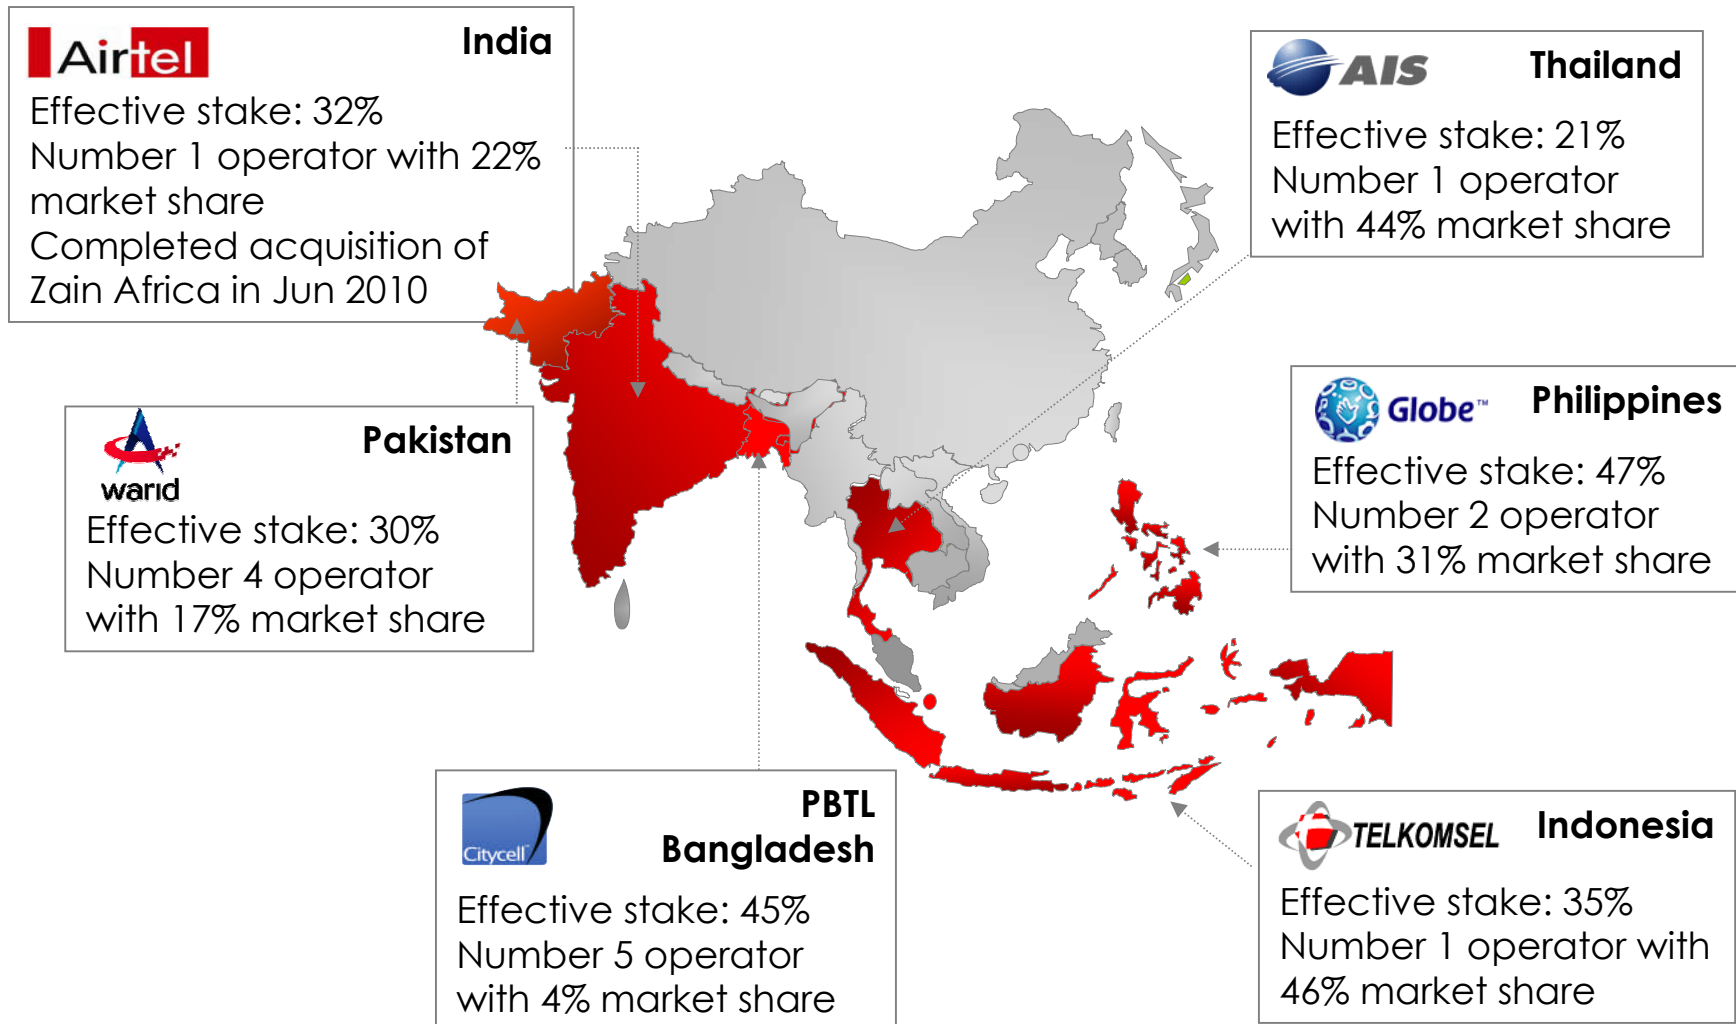 Airtel
India
Effective stake: 32%
Number 1 operator with 22%
market share
Completed acquisition of
Zain Africa in Jun 2010
AIS
Thailand
Effective stake: 21%
Number 1 operator
with 44% market share
warid
Pakistan
Effective stake: 30%
Number 4 operator
with 17% market share
Globe™
Philippines
Effective stake: 47%
Number 2 operator
with 31% market share
Citycell
PBTL
Bangladesh
Effective stake: 45%
Number 5 operator
with 4% market share
TELKOMSEL
Indonesia
Effective stake: 35%
Number 1 operator with
46% market share